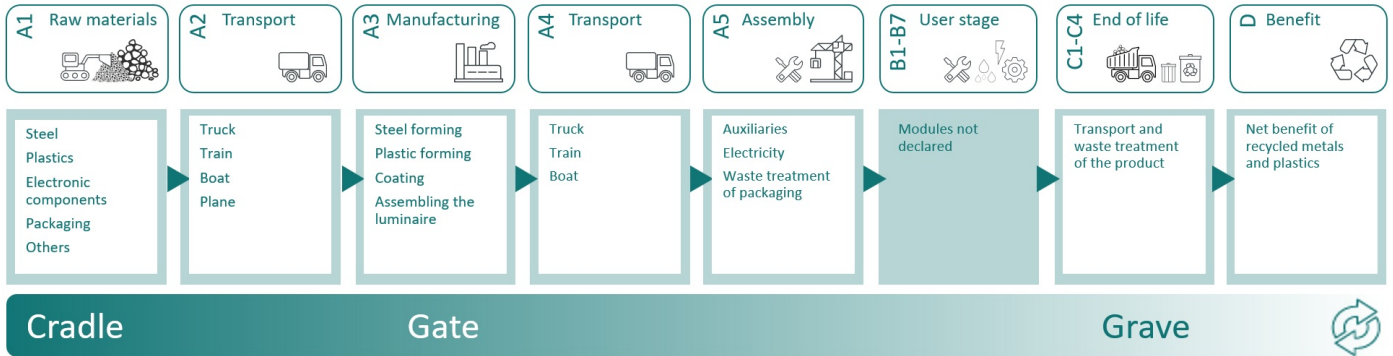 A1 Raw materials
A2 Transport
A3 Manufacturing
A4 Transport
A5 Assembly
B1-B7 User stage
C1-C4 End of life
D Benefit
Steel
Plastics
Electronic
components
Packaging
Others
Truck
Train
Boat
Plane
Steel forming
Plastic forming
Coating
Assembling the
luminaire
Truck
Train
Boat
Auxiliaries
Electricity
Waste treatment
of packaging
Modules not
declared
Transport and
waste treatment
of the product
Net benefit of
recycled metals
and plastics
Cradle
Gate
Grave